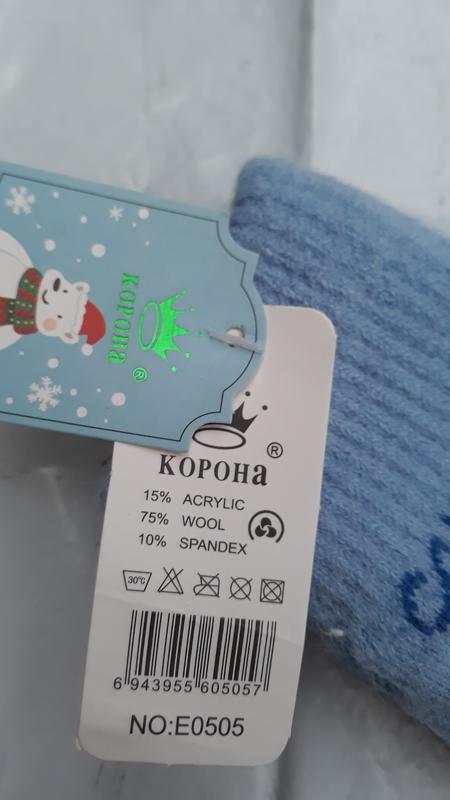 КОРОНа
®
®
КОРОНа
15% ACRYLIC
75% WOOL
10% SPANDEX
30°C
6 943955 605057
NO:E0505